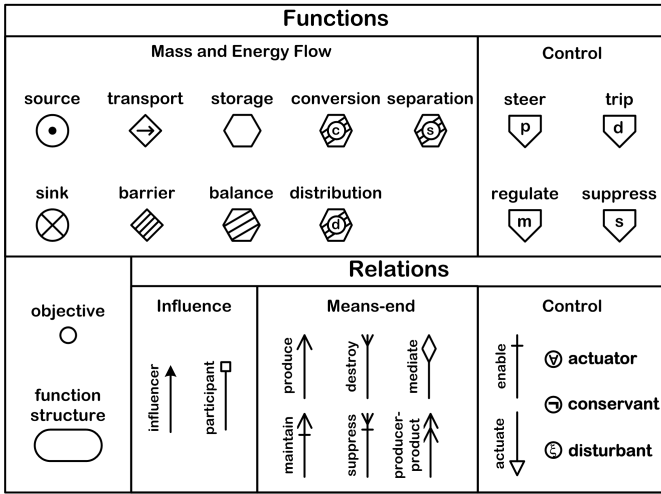 Functions
Mass and Energy Flow
Control
source transport storage conversion separation
c s
steer trip
p d
sink barrier balance distribution
d
regulate suppress
m s
Relations
objective
function
structure
Influence
influencer
participant
Means-end
produce
destroy
mediate
maintain
suppress
producer-
product
Control
enable
actuate
∀ actuator
¬ conservant
ξ disturbant